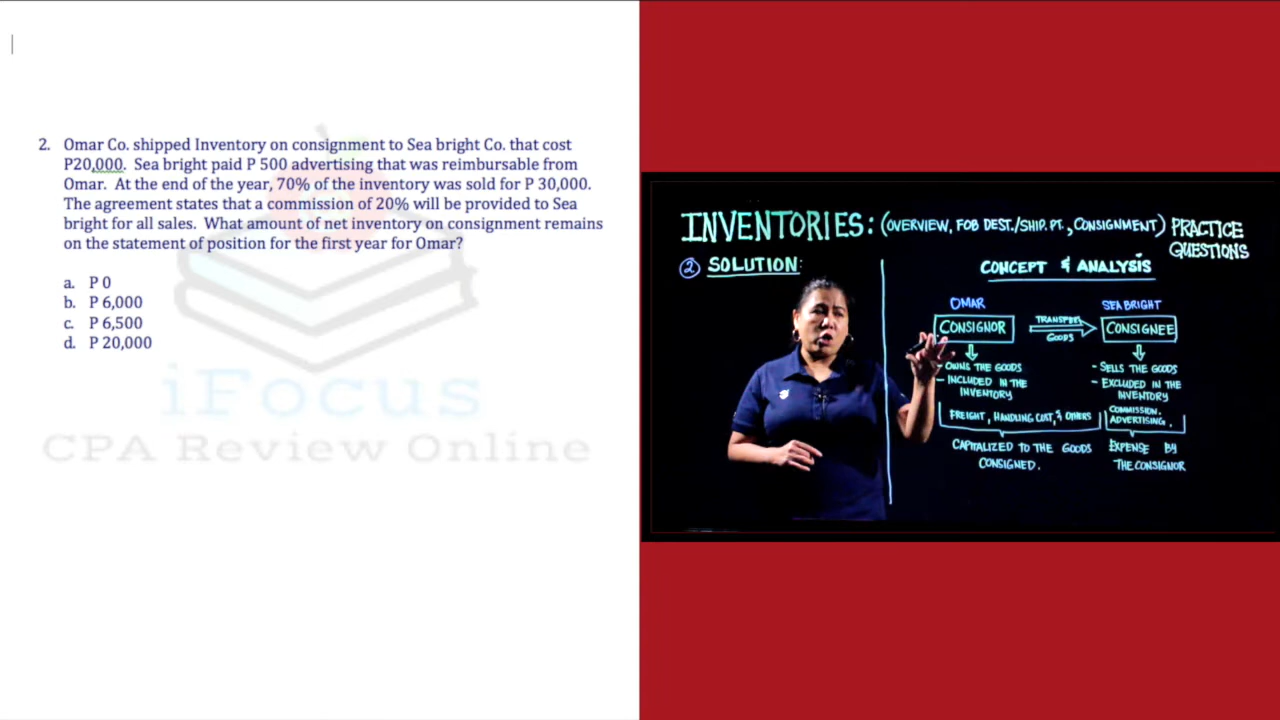 2. Omar Co. shipped Inventory on consignment to Sea bright Co. that cost
P20,000. Sea bright paid P 500 advertising that was reimbursable from
Omar. At the end of the year, 70% of the inventory was sold for P 30,000.
The agreement states that a commission of 20% will be provided to Sea
bright for all sales. What amount of net inventory on consignment remains
on the statement of position for the first year for Omar?
a. P 0
b. P 6,000
c. P 6,500
d. P 20,000
iFocus
CPA Review Online
INVENTORIES: (OVERVIEW, FOB DEST./SHIP. PT., CONSIGNMENT) PRACTICE
QUESTIONS
2 SOLUTION:
CONCEPT & ANALYSIS
OMAR
CONSIGNOR
- OWNS THE GOODS
- INCLUDED IN THE
INVENTORY
FREIGHT, HANDLING COST, & OTHERS
CAPITALIZED TO THE GOODS
CONSIGNED.
TRANSFERS
GOODS
SEA BRIGHT
CONSIGNEE
- SELLS THE GOODS
- EXCLUDED IN THE
INVENTORY
COMMISSION,
ADVERTISING.
EXPENSE BY
THE CONSIGNOR